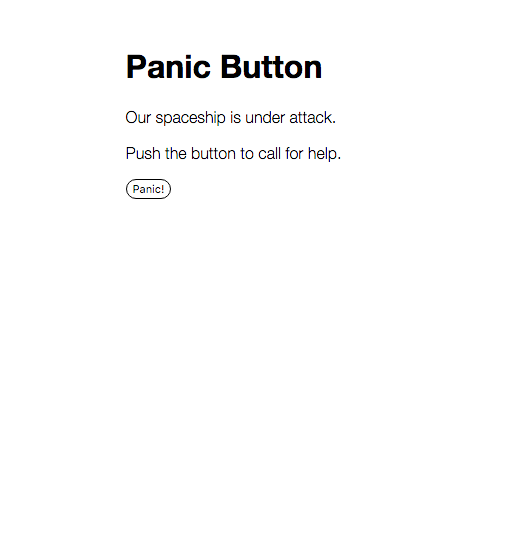 Panic Button
Our spaceship is under attack.
Push the button to call for help.
Panic!